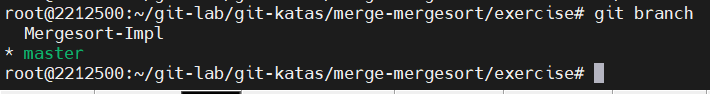 root@2212500:~/git-lab/git-katas/merge-mergesort/exercise# git branch
  Mergesort-Impl
* master
root@2212500:~/git-lab/git-katas/merge-mergesort/exercise#